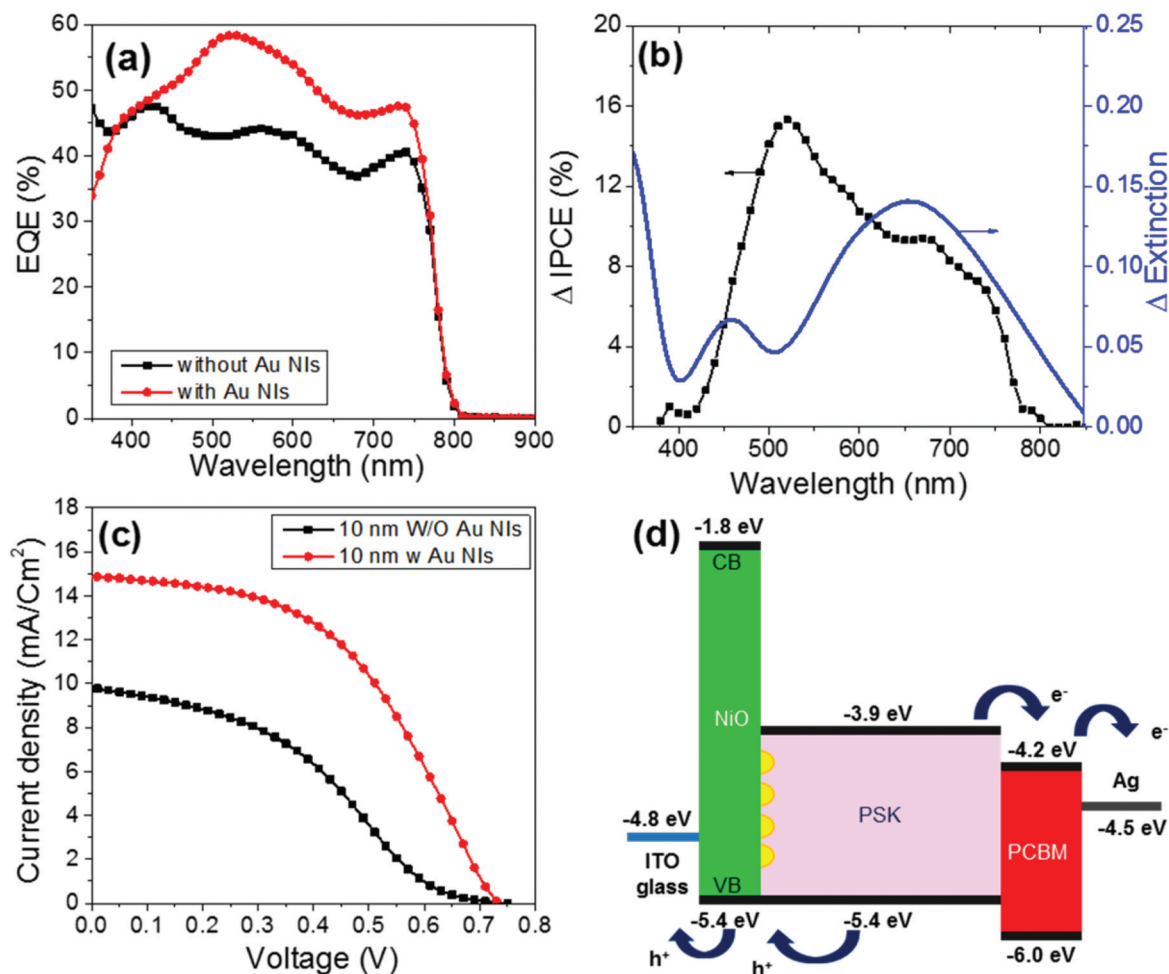 (a)
60
50
40
30
20
10
0
EQE (%)
without Au NIs
with Au NIs
400 500 600 700 800 900
Wavelength (nm)
(b)
20
16
12
8
4
0
Δ IPCE (%)
0.25
0.20
0.15
0.10
0.05
0.00
Δ Extinction
400 500 600 700 800
Wavelength (nm)
(c)
18
16
14
12
10
8
6
4
2
0
Current density (mA/Cm²)
10 nm W/O Au NIs
10 nm w Au NIs
0.0 0.1 0.2 0.3 0.4 0.5 0.6 0.7 0.8
Voltage (V)
(d)
-1.8 eV
CB
NiO
VB
-5.4 eV
-4.8 eV
ITO
glass
h⁺
-3.9 eV
PSK
-5.4 eV
h⁺
e⁻
-4.2 eV
PCBM
-6.0 eV
e⁻
Ag
-4.5 eV